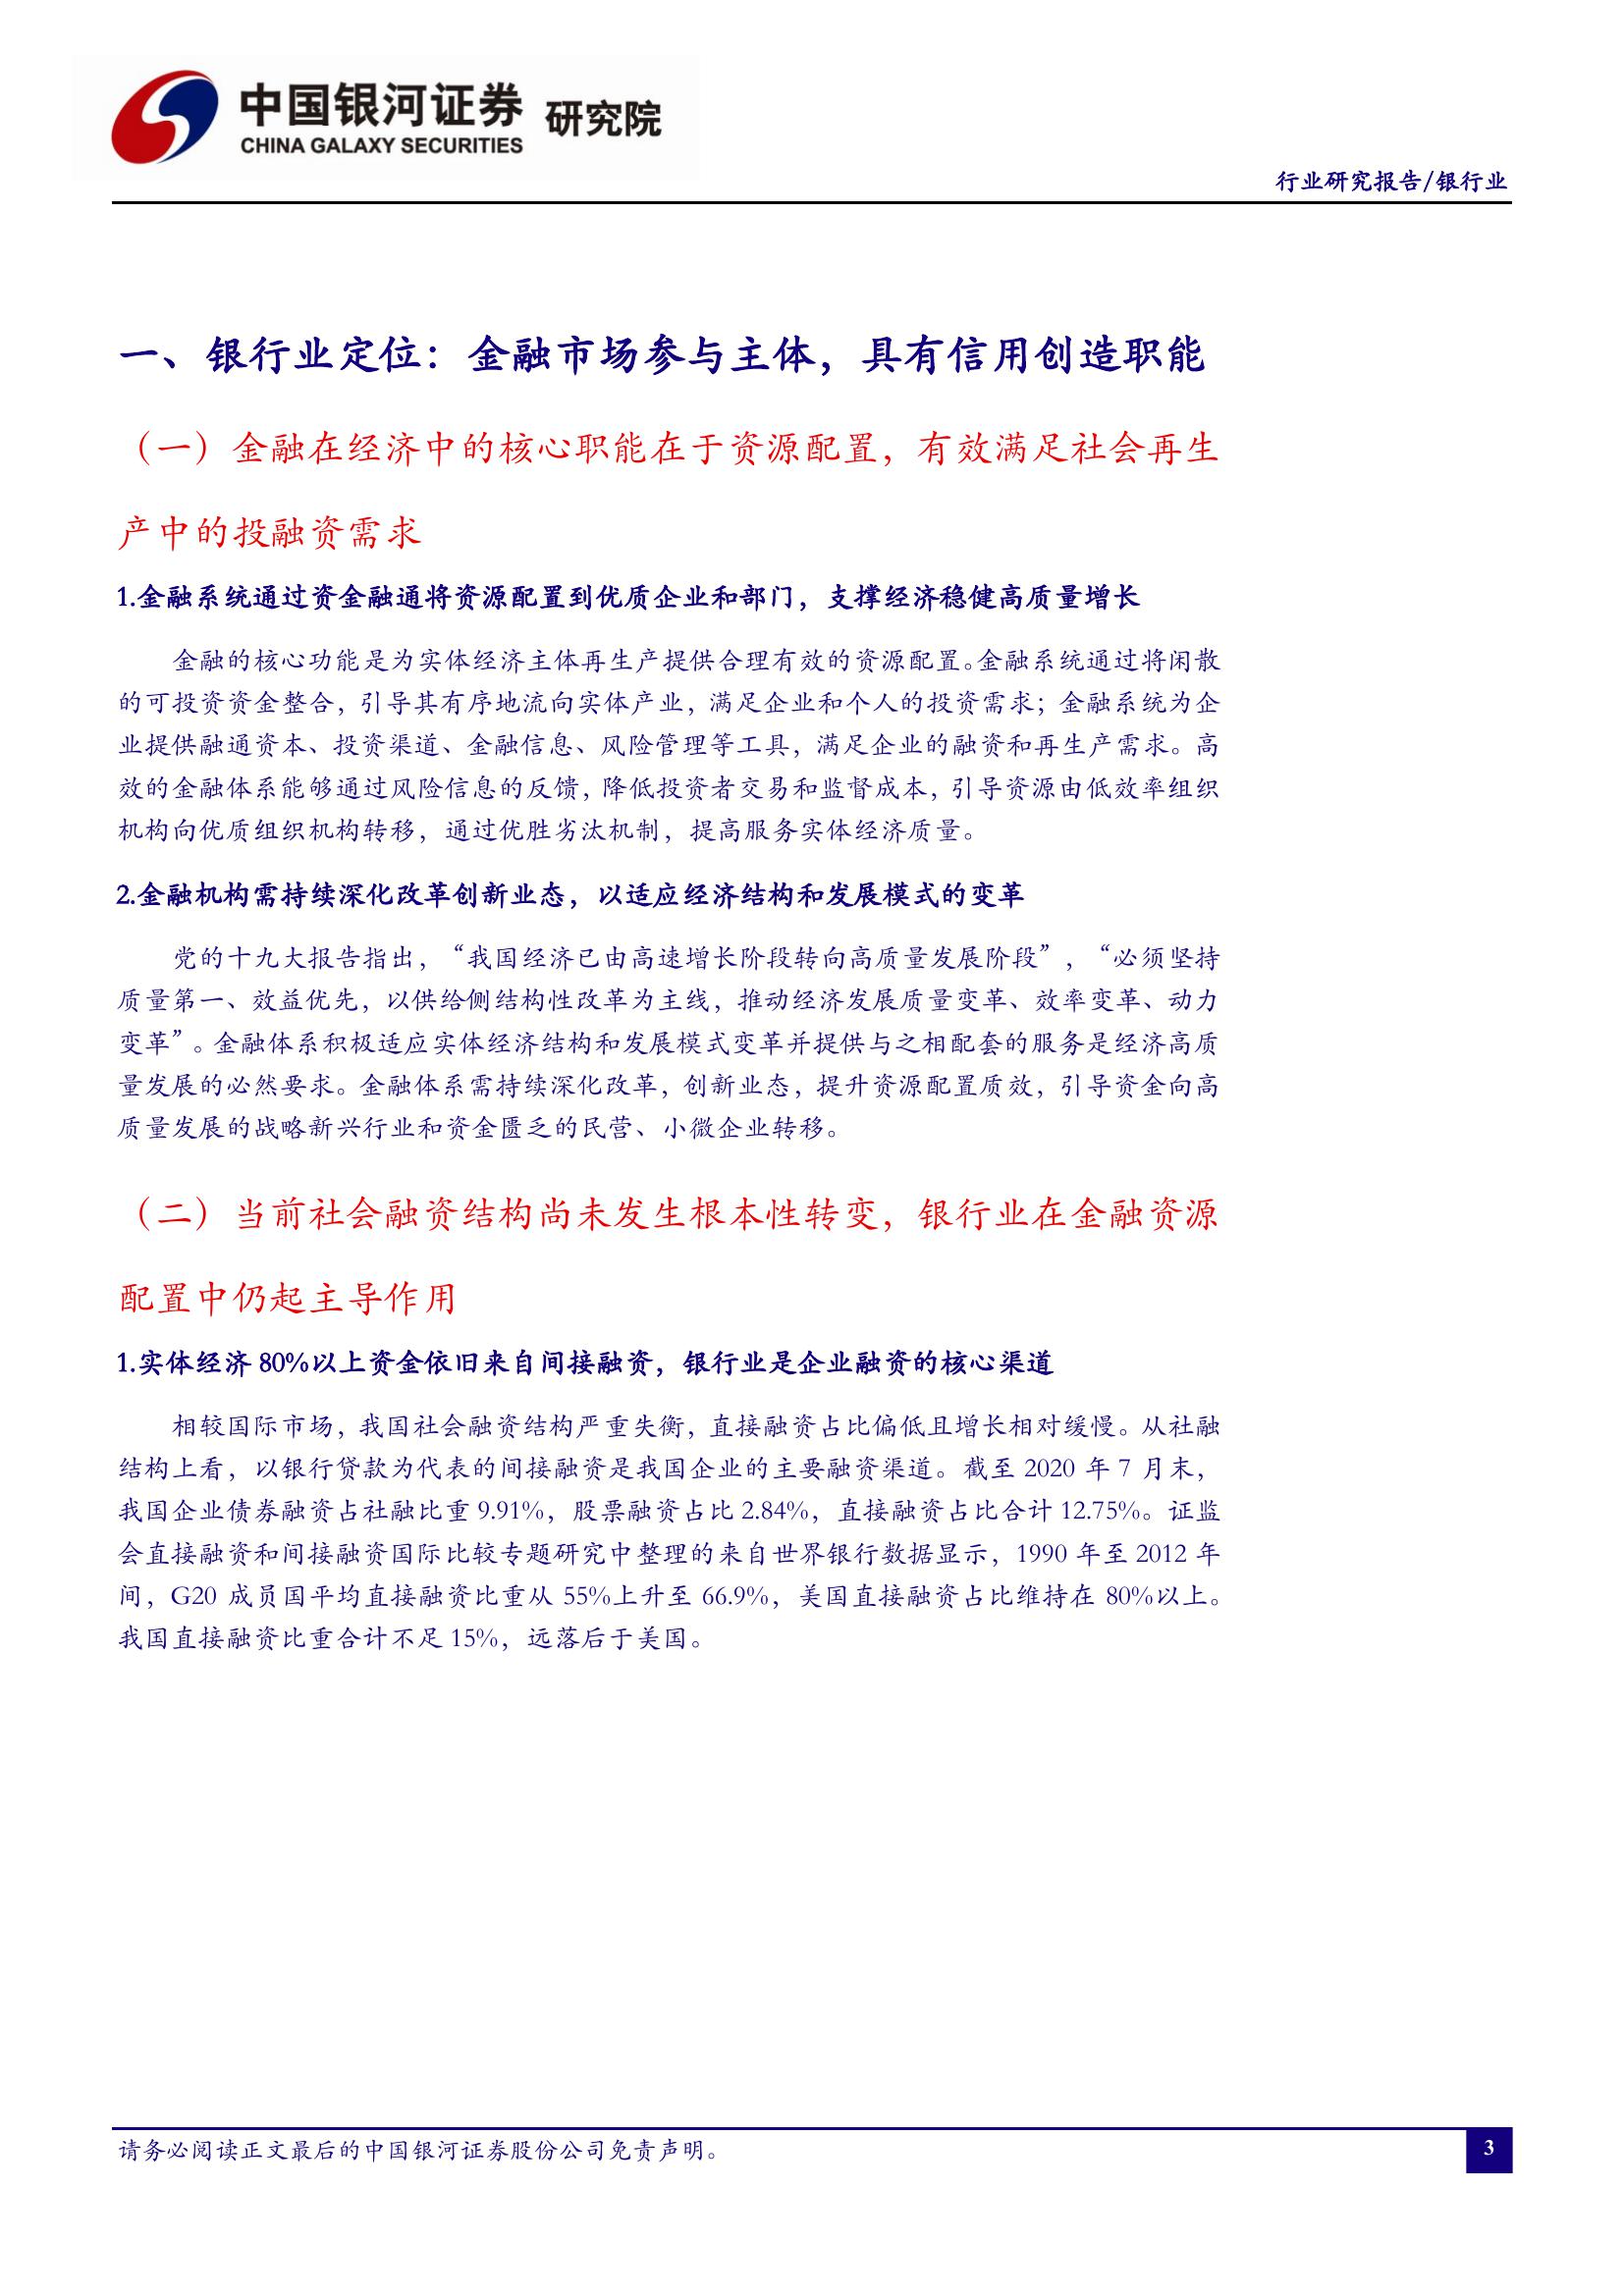 中国银河证券 研究院
CHINA GALAXY SECURITIES
行业研究报告/银行业
一、银行业定位：金融市场参与主体，具有信用创造职能
（一）金融在经济中的核心职能在于资源配置，有效满足社会再生
产中的投融资需求
1.金融系统通过资金融通将资源配置到优质企业和部门，支撑经济稳健高质量增长
金融的核心功能是为实体经济主体再生产提供合理有效的资源配置。金融系统通过将闲散
的可投资资金整合，引导其有序地流向实体产业，满足企业和个人的投资需求；金融系统为企
业提供融通资本、投资渠道、金融信息、风险管理等工具，满足企业的融资和再生产需求。高
效的金融体系能够通过风险信息的反馈，降低投资者交易和监督成本，引导资源由低效率组织
机构向优质组织机构转移，通过优胜劣汰机制，提高服务实体经济质量。
2.金融机构需持续深化改革创新业态，以适应经济结构和发展模式的变革
党的十九大报告指出，“我国经济已由高速增长阶段转向高质量发展阶段”，“必须坚持
质量第一、效益优先，以供给侧结构性改革为主线，推动经济发展质量变革、效率变革、动力
变革”。金融体系积极适应实体经济结构和发展模式变革并提供与之相配套的服务是经济高质
量发展的必然要求。金融体系需持续深化改革，创新业态，提升资源配置质效，引导资金向高
质量发展的战略新兴行业和资金匮乏的民营、小微企业转移。
（二）当前社会融资结构尚未发生根本性转变，银行业在金融资源
配置中仍起主导作用
1.实体经济 80%以上资金依旧来自间接融资，银行业是企业融资的核心渠道
相较国际市场，我国社会融资结构严重失衡，直接融资占比偏低且增长相对缓慢。从社融
结构上看，以银行贷款为代表的间接融资是我国企业的主要融资渠道。截至 2020 年 7 月末，
我国企业债券融资占社融比重 9.91%，股票融资占比 2.84%，直接融资占比合计 12.75%。证监
会直接融资和间接融资国际比较专题研究中整理的来自世界银行数据显示，1990 年至 2012 年
间，G20 成员国平均直接融资比重从 55%上升至 66.9%，美国直接融资占比维持在 80%以上。
我国直接融资比重合计不足 15%，远落后于美国。
请务必阅读正文最后的中国银河证券股份公司免责声明。
3